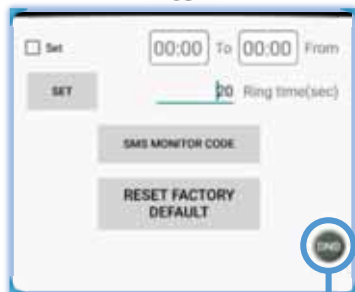 Set 00:00 To 00:00 From
SET 20 Ring time(sec)
SMS MONITOR CODE
RESET FACTORY
DEFAULT